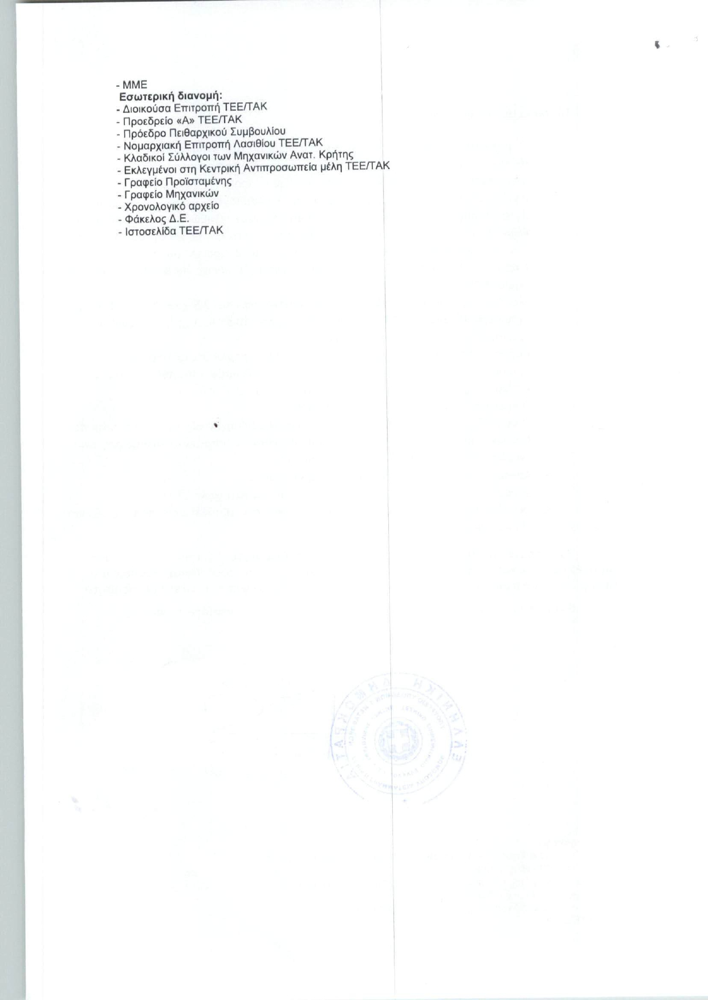 - ΜΜΕ
Εσωτερική διανομή:
- Διοικούσα Επιτροπή ΤΕΕ/ΤΑΚ
- Προεδρείο «Α» ΤΕΕ/ΤΑΚ
- Πρόεδρο Πειθαρχικού Συμβουλίου
- Νομαρχιακή Επιτροπή Λασιθίου ΤΕΕ/ΤΑΚ
- Κλαδικοί Σύλλογοι των Μηχανικών Ανατ. Κρήτης
- Εκλεγμένοι στη Κεντρική Αντιπροσωπεία μέλη ΤΕΕ/ΤΑΚ
- Γραφείο Προϊσταμένης
- Γραφείο Μηχανικών
- Χρονολογικό αρχείο
- Φάκελος Δ.Ε.
- Ιστοσελίδα ΤΕΕ/ΤΑΚ
ΕΛΛΗΝΙΚΗ ΔΗΜΟΚΡΑΤΙΑ